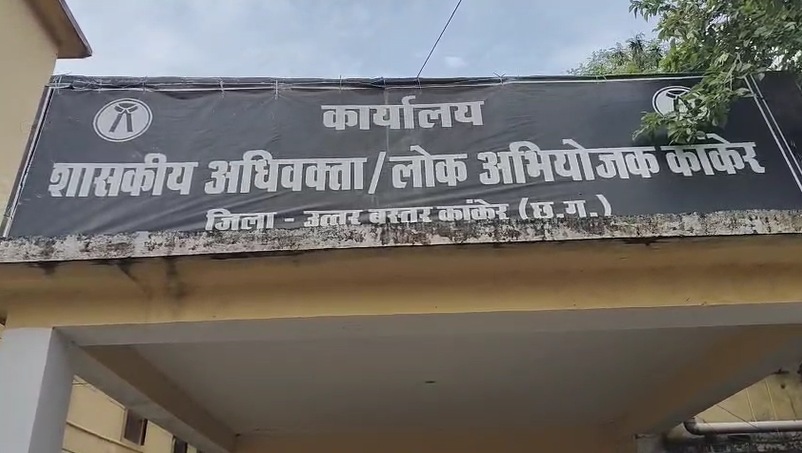 कार्यालय
शासकीय अधिवक्ता/लोक अभियोजक कांकेर
जिला - उत्तर बस्तर कांकेर (छ.ग.)